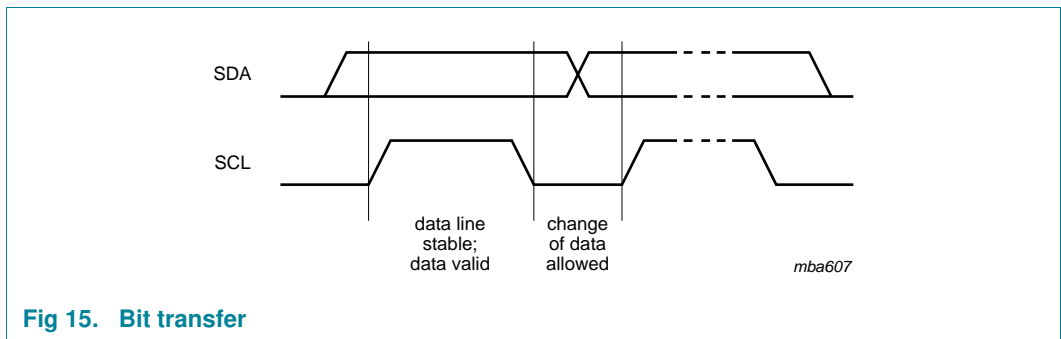 SDA
SCL
data line
stable;
data valid
change
of data
allowed
mba607
Fig 15. Bit transfer